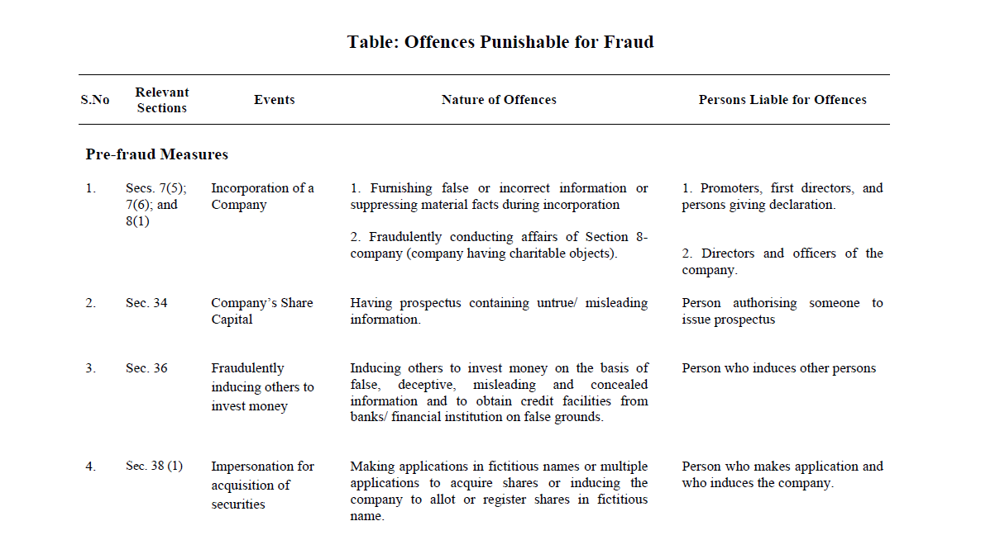 Table: Offences Punishable for Fraud
S.No
Relevant
Sections
Events
Nature of Offences
Persons Liable for Offences
Pre-fraud Measures
1.
Secs. 7(5);
7(6); and
8(1)
Incorporation of a
Company
1. Furnishing false or incorrect information or
suppressing material facts during incorporation
2. Fraudulently conducting affairs of Section 8-
company (company having charitable objects).
1. Promoters, first directors, and
persons giving declaration.
2. Directors and officers of the
company.
2.
Sec. 34
Company's Share
Capital
Having prospectus containing untrue/ misleading
information.
Person authorising someone to
issue prospectus
3.
Sec. 36
Fraudulently
inducing others to
invest money
Inducing others to invest money on the basis of
false, deceptive, misleading and concealed
information and to obtain credit facilities from
banks/ financial institution on false grounds.
Person who induces other persons
4.
Sec. 38 (1)
Impersonation for
acquisition of
securities
Making applications in fictitious names or multiple
applications to acquire shares or inducing the
company to allot or register shares in fictitious
name.
Person who makes application and
who induces the company.